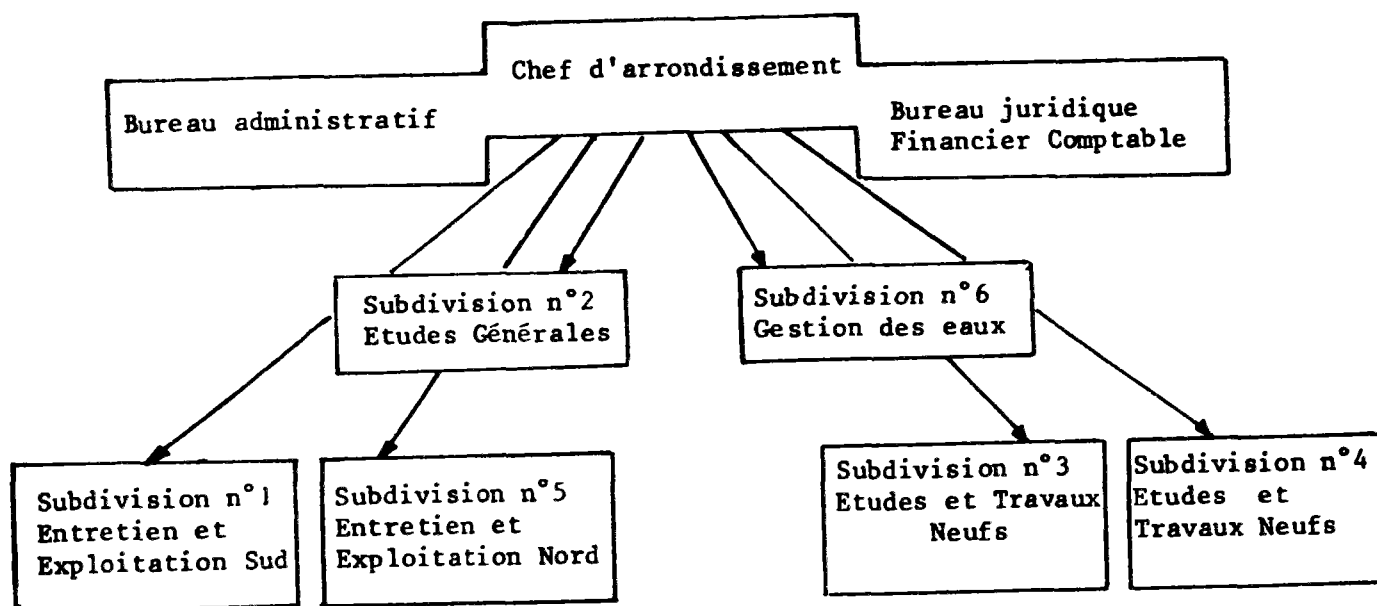 Chef d'arrondissement
Bureau administratif
Bureau juridique
Financier Comptable
Subdivision n°2
Etudes Générales
Subdivision n°6
Gestion des eaux
Subdivision n°1
Entretien et
Exploitation Sud
Subdivision n°5
Entretien et
Exploitation Nord
Subdivision n°3
Etudes et Travaux
Neufs
Subdivision n°4
Etudes et
Travaux Neufs